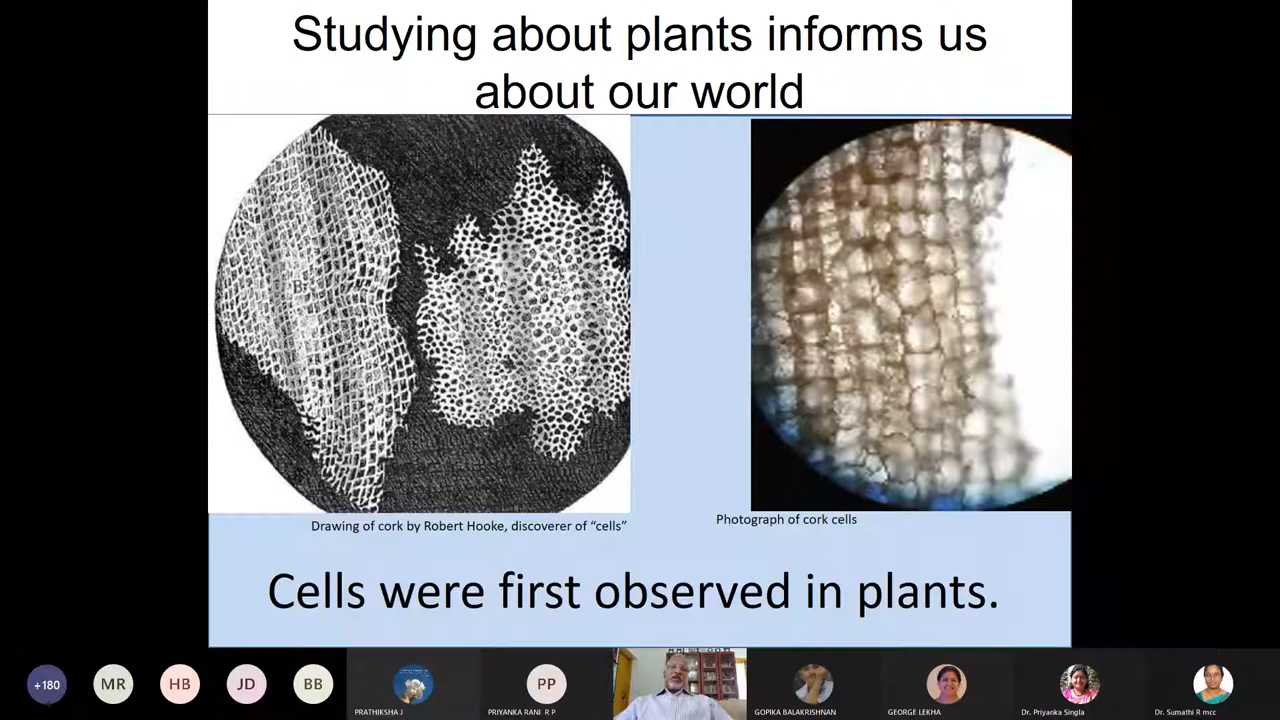 Studying about plants informs us
about our world
B:
Drawing of cork by Robert Hooke, discoverer of “cells”
Photograph of cork cells
Cells were first observed in plants.
+180
MR
HB
JD
BB
PP
PRATHIKSHA J
PRIYANKA RANI R P
GOPIKA BALAKRISHNAN
GEORGE LEKHA
Dr. Priyanka Singla
Dr. Sumathi R mcc